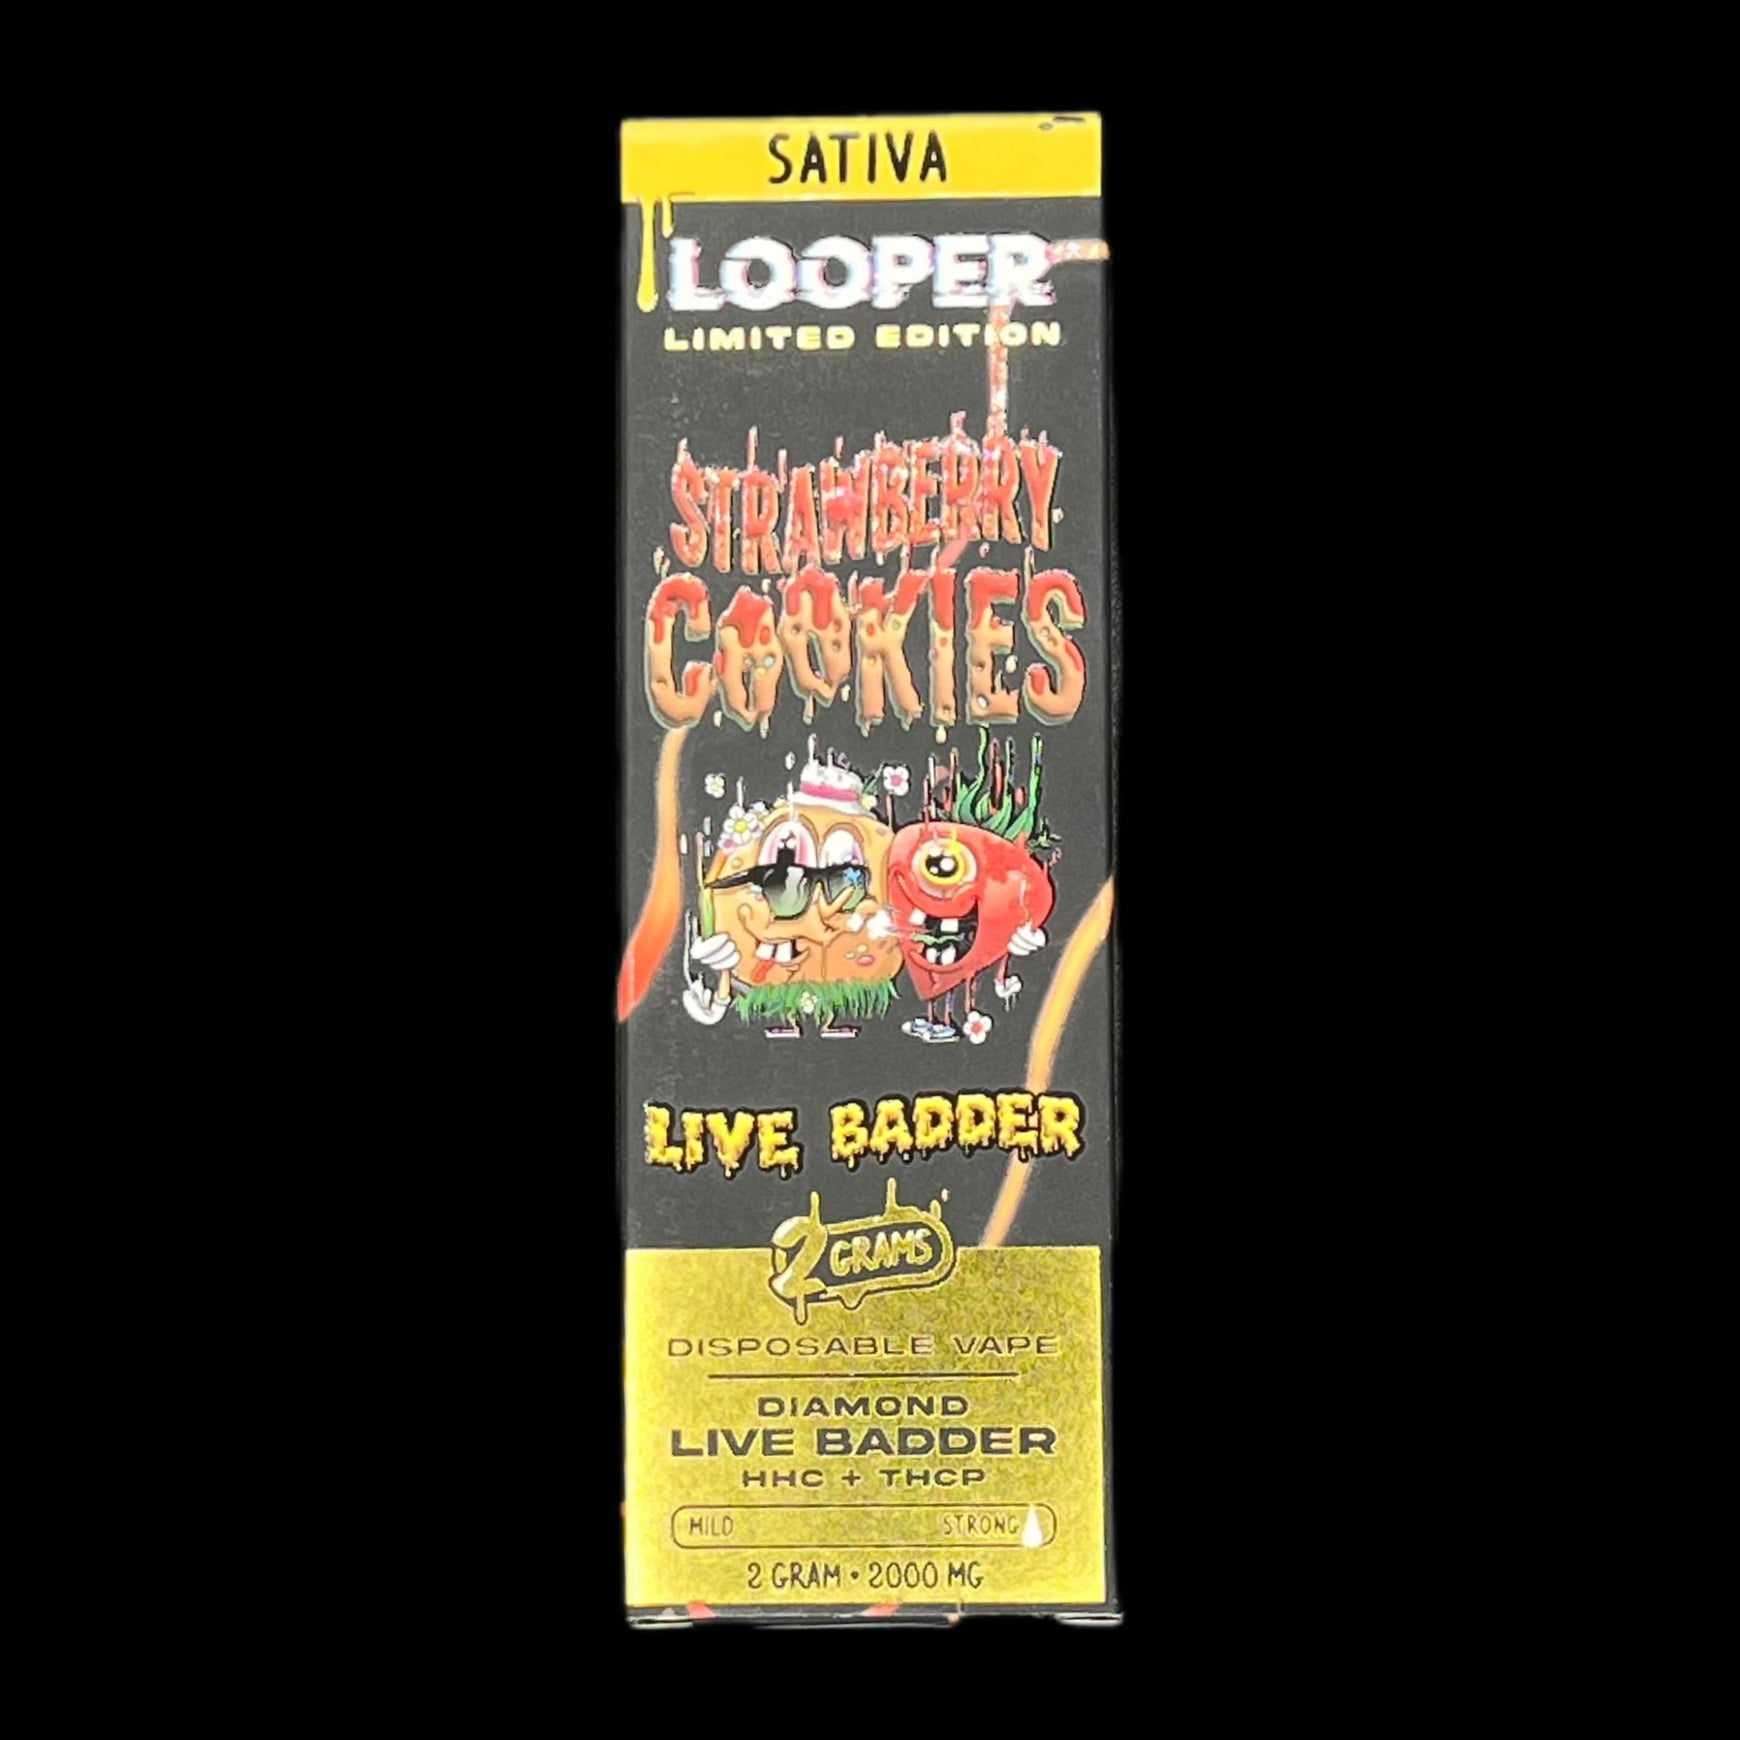 SATIVA
LOOPER
LIMITED EDITION
STRAWBERRY
COOKIES
LIVE BADDER
2 GRAMS
DISPOSABLE VAPE
DIAMOND
LIVE BADDER
HHC + THCP
MILD STRONG
2 GRAM • 2000 MG